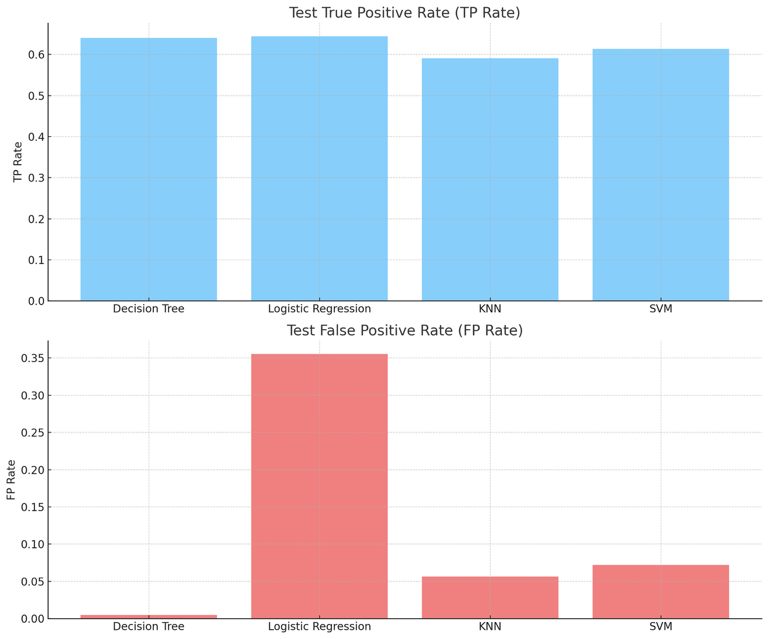 Test True Positive Rate (TP Rate)
TP Rate
0.6
0.5
0.4
0.3
0.2
0.1
0.0
Decision Tree
Logistic Regression
KNN
SVM
Test False Positive Rate (FP Rate)
FP Rate
0.35
0.30
0.25
0.20
0.15
0.10
0.05
0.00
Decision Tree
Logistic Regression
KNN
SVM